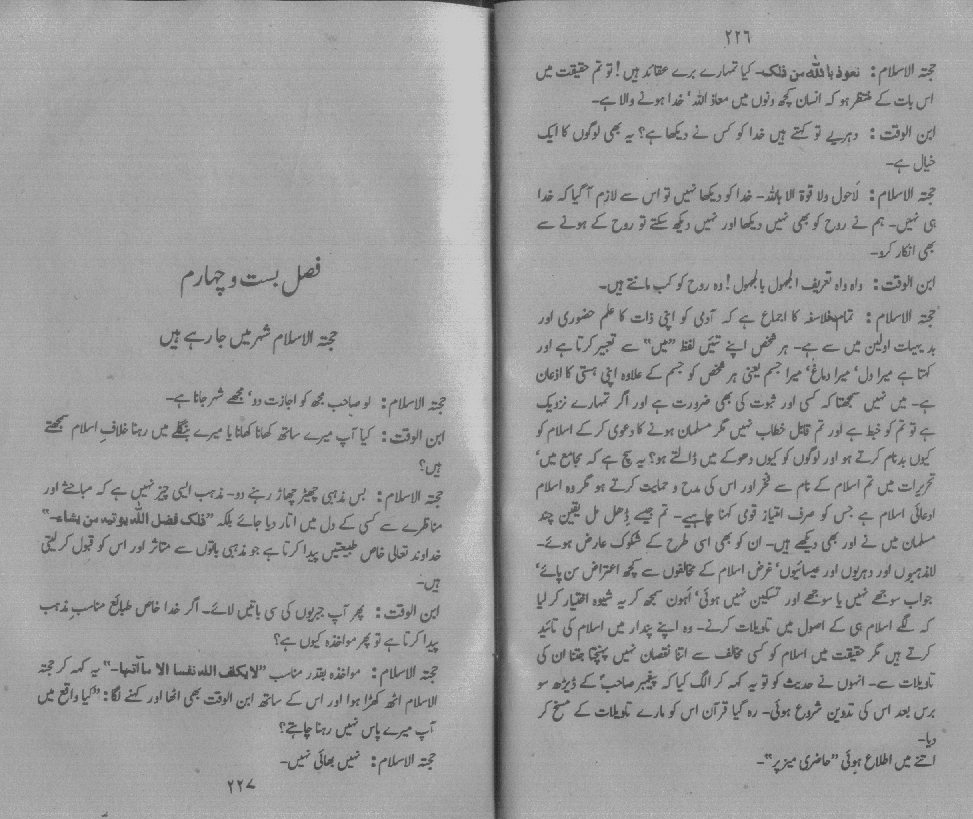 ۲۲۶
حجتہ الاسلام: نعوذ باللہ من ذلک۔ کیا تمہارے برے عقائد ہیں! تو تم حقیقت میں
اس بات کے منتظر ہو کہ انسان کچھ دنوں میں معاذ اللہ‘ خدا ہونے والا ہے۔
ابن الوقت: دہریے تو کہتے ہیں خدا کو کس نے دیکھا ہے؟ یہ بھی لوگوں کا ایک
خیال ہے۔
حجتہ الاسلام: لاحول ولا قوۃ الا باللہ۔ خدا کو دیکھا نہیں تو اس سے لازم آگیا کہ خدا
ہی نہیں۔ ہم نے روح کو بھی نہیں دیکھا اور نہیں دیکھ سکتے تو روح کے ہونے سے
بھی انکار کرو۔
ابن الوقت: واہ واہ تعریف المجہول بالمجہول! وہ روح کو کب مانتے ہیں۔
حجتہ الاسلام: تمام فلاسفہ کا اجماع ہے کہ آدمی کو اپنی ذات کا علم حضوری اور
بدیہیات اولین میں سے ہے۔ ہر شخص اپنے تئیں لفظ ”میں“ سے تعبیر کرتا ہے اور
کہتا ہے میرا دل‘ میرا دماغ‘ میرا جسم یعنی ہر شخص کو جسم کے علاوہ اپنی ہستی کا اذعان
ہے۔ میں نہیں سمجھتا کہ کسی اور ثبوت کی بھی ضرورت ہے اور اگر تمہارے نزدیک
ہے تو تم کو خبط ہے اور تم قابل خطاب نہیں مگر مسلمان ہونے کا دعویٰ کر کے اسلام کو
کیوں بدنام کرتے ہو اور لوگوں کو کیوں دھوکے میں ڈالتے ہو؟ یہ سچ ہے کہ مجامع میں‘
تحریرات میں تم اسلام کے نام سے فخر اور اس کی مدح و حمایت کرتے ہو مگر وہ اسلام
ادعائی اسلام ہے جس کو صرف امتیاز قومی کہنا چاہیے۔ تم جیسے ڈھل مل یقین چند
مسلمان میں نے اور بھی دیکھے ہیں۔ ان کو بھی اسی طرح کے شکوک عارض ہوئے۔
لامذہبوں اور دہریوں اور عیسائیوں‘ غرض اسلام کے مخالفوں سے کچھ اعتراض سن پائے‘
جواب سوجھے نہیں یا سوجھے اور تسکین نہیں ہوئی‘ اہون سمجھ کر یہ شیوہ اختیار کر لیا
کہ لگے اسلام ہی کے اصول میں تاویلات کرنے۔ وہ اپنے پندار میں اسلام کی تائید
کرتے ہیں مگر حقیقت میں اسلام کو کسی مخالف سے اتنا نقصان نہیں پہنچتا جتنا ان کی
تاویلات سے۔ انہوں نے حدیث کو تو یہ کہہ کر الگ کیا کہ پیغمبر صاحبؐ کے ڈیڑھ سو
برس بعد اس کی تدوین شروع ہوئی۔ رہ گیا قرآن اس کو مارے تاویلات کے مسخ کر
دیا۔
اتنے میں اطلاع ہوئی ”حاضری میز پر“۔
فصل بست و چہارم
حجتہ الاسلام شہر میں جا رہے ہیں
حجتہ الاسلام: لو صاحب مجھ کو اجازت دو‘ مجھے شہر جانا ہے۔
ابن الوقت: کیا آپ میرے ساتھ کھانا کھانا یا میرے بنگلے میں رہنا خلافِ اسلام سمجھتے
ہیں؟
حجتہ الاسلام: بس مذہبی چھیڑ چھاڑ رہنے دو۔ مذہب ایسی چیز نہیں ہے کہ مباحثے اور
مناظرے سے کسی کے دل میں اتار دیا جائے بلکہ ”ذلک فضل اللہ یوتیہ من یشاء۔“
خداوند تعالی خاص طبیعتیں پیدا کرتا ہے جو مذہبی باتوں سے متاثر اور اس کو قبول کر لیتی
ہیں۔
ابن الوقت: پھر آپ جبریوں کی سی باتیں لائے۔ اگر خدا خاص طبائع مناسب مذہب
پیدا کرتا ہے تو پھر مواخذہ کیوں ہے؟
حجتہ الاسلام: مواخذہ بقدر مناسب ”لایکلف اللہ نفسا الا ما آتہا۔“ یہ کہہ کر حجتہ
الاسلام اٹھ کھڑا ہوا اور اس کے ساتھ ابن الوقت بھی اٹھا اور کہنے لگا: ”کیا واقع میں
آپ میرے پاس نہیں رہنا چاہتے؟
حجتہ الاسلام: نہیں بھائی نہیں۔
۲۲۷